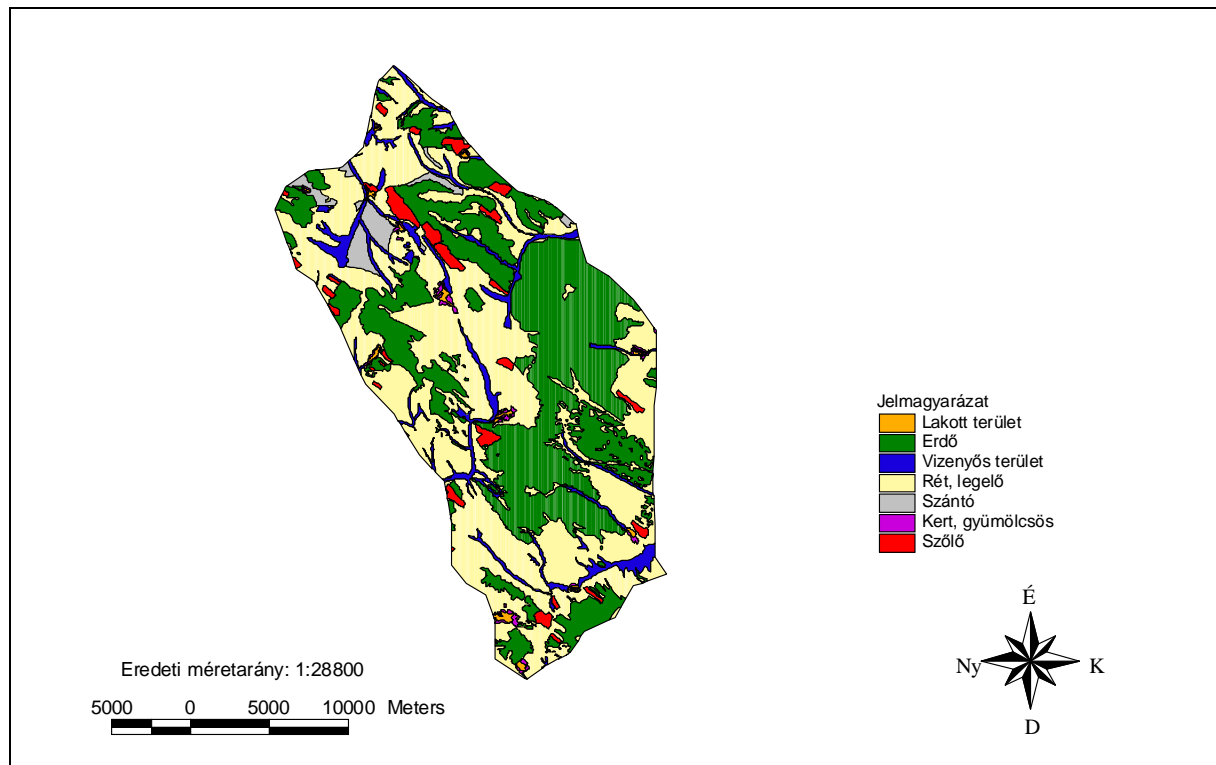 Jelmagyarázat
Lakott terület
Erdő
Vizenyős terület
Rét, legelő
Szántó
Kert, gyümölcsös
Szőlő
É
Ny K
D
Eredeti méretarány: 1:28800
5000 0 5000 10000 Meters